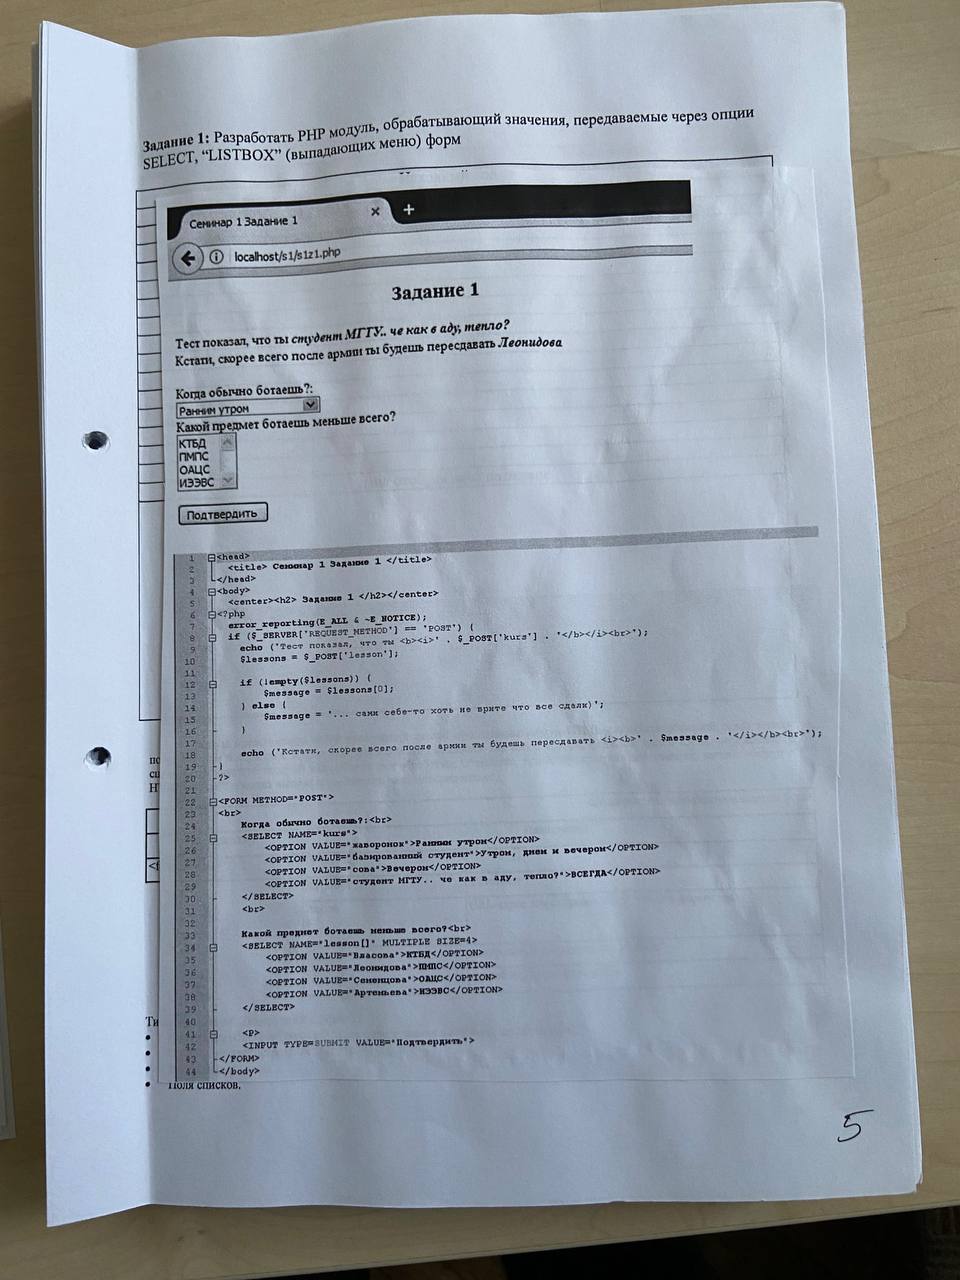 Задание 1: Разработать PHP модуль, обрабатывающий значения, передаваемые через опции
SELECT, “LISTBOX” (выпадающих меню) форм
Семинар 1 Задание 1 × +
localhost/s1/s1z1.php
Задание 1
Тест показал, что ты студент МГТУ.. че как в аду, тепло?
Кстати, скорее всего после армии ты будешь пересдавать Леонидова
Когда обычно ботаешь?:
Ранним утром
Какой предмет ботаешь меньше всего?
КТБД
ПМПС
ОАЦС
ИЭЭВС
Подтвердить
1 <head>
2 <title> Семинар 1 Задание 1 </title>
3 </head>
4 <body>
5 <center><h2> Задание 1 </h2></center>
6 <?php
7 error_reporting(E_ALL & ~E_NOTICE);
8 if ($_SERVER['REQUEST_METHOD'] == 'POST') {
9 echo ('Тест показал, что ты <b><i>' . $_POST['kurs'] . '</b></i><br>');
10 $lessons = $_POST['lesson'];
11
12 if (!empty($lessons)) {
13 $message = $lessons[0];
14 } else {
15 $message = '... сами себе-то хоть не врите что все сдали)';
16 }
17
18 echo ('Кстати, скорее всего после армии ты будешь пересдавать <i><b>' . $message . '</i></b><br>');
19 }
20 ?>
21
22 <FORM METHOD="POST">
23 <br>
24 Когда обычно ботаешь?:<br>
25 <SELECT NAME="kurs">
26 <OPTION VALUE="жаворонок">Ранним утром</OPTION>
27 <OPTION VALUE="базированный студент">Утром, днем и вечером</OPTION>
28 <OPTION VALUE="сова">Вечером</OPTION>
29 <OPTION VALUE="студент МГТУ.. че как в аду, тепло?">ВСЕГДА</OPTION>
30 </SELECT>
31 <br>
32
33 Какой предмет ботаешь меньше всего?<br>
34 <SELECT NAME="lesson[]" MULTIPLE SIZE=4>
35 <OPTION VALUE="Власова">КТБД</OPTION>
36 <OPTION VALUE="Леонидова">ПМПС</OPTION>
37 <OPTION VALUE="Семенцова">ОАЦС</OPTION>
38 <OPTION VALUE="Артемьева">ИЭЭВС</OPTION>
39 </SELECT>
40
41 <P>
42 <INPUT TYPE=SUBMIT VALUE="Подтвердить">
43 </FORM>
44 </body>
Ти
поля списков.
5